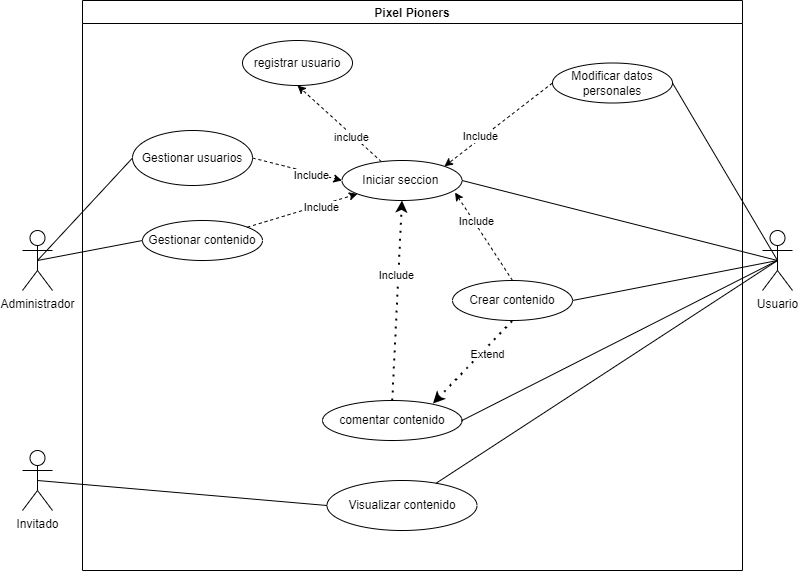 Pixel Pioners
registrar usuario
Modificar datos
personales
include
Include
Gestionar usuarios
Include
Iniciar seccion
Include
Include
Gestionar contenido
Include
Administrador
Usuario
Crear contenido
Extend
comentar contenido
Visualizar contenido
Invitado